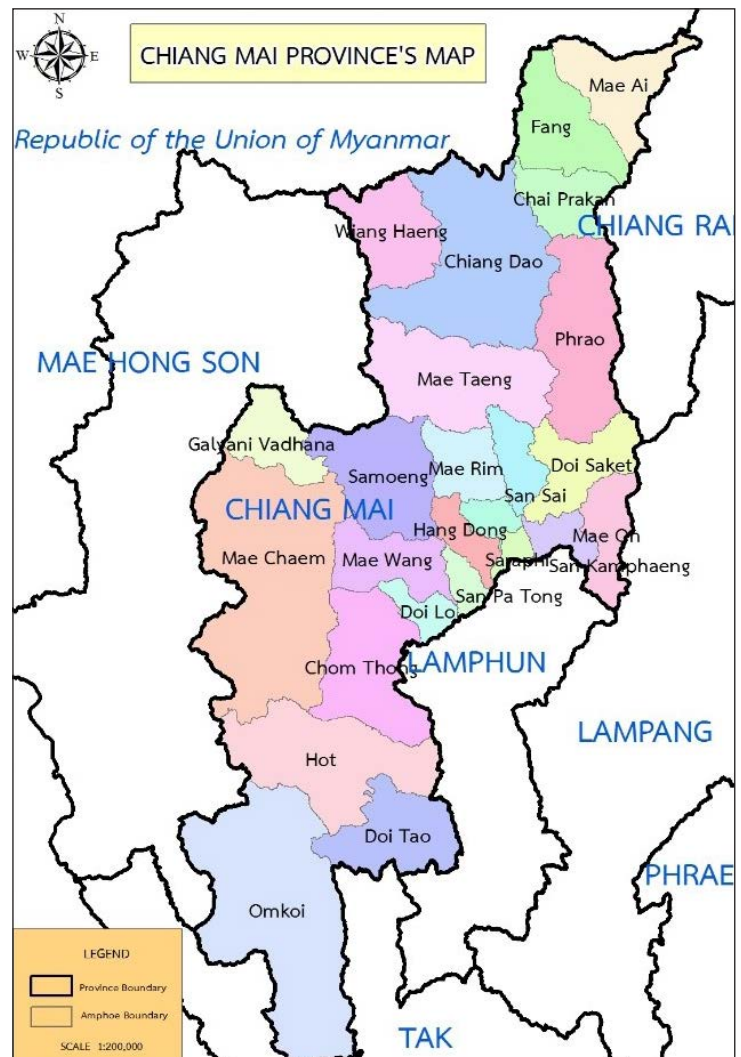 N
CHIANG MAI PROVINCE'S MAP
W
E
S
Mae Ai
Fang
Republic of the Union of Myanmar
Chai Prakan
CHIANG RAI
Wiang Haeng
Chiang Dao
Phrao
MAE HONG SON
Mae Taeng
Galyani Vadhana
Samoeng
Mae Rim
Doi Saket
San Sai
CHIANG MAI
Hang Dong
Mae On
Mae Chaem
Mae Wang
Saraphi
San Kamphaeng
San Pa Tong
Doi Lo
Chom Thong
LAMPHUN
LAMPANG
Hot
Doi Tao
PHRAE
Omkoi
LEGEND
Province Boundary
Amphoe Boundary
SCALE 1:200,000
TAK